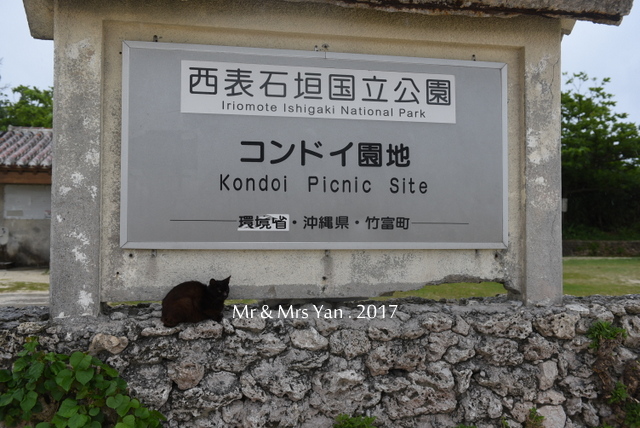 西表石垣国立公園
Iriomote Ishigaki National Park
コンドイ園地
Kondoi Picnic Site
環境省・沖縄県・竹富町
Mr & Mrs Yan . 2017